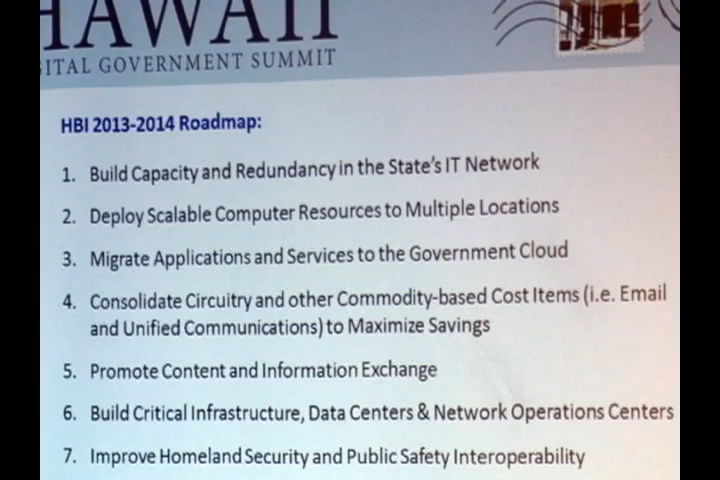 HAWAII
ITAL GOVERNMENT SUMMIT
HBI 2013-2014 Roadmap:
1. Build Capacity and Redundancy in the State's IT Network
2. Deploy Scalable Computer Resources to Multiple Locations
3. Migrate Applications and Services to the Government Cloud
4. Consolidate Circuitry and other Commodity-based Cost Items (i.e. Email
and Unified Communications) to Maximize Savings
5. Promote Content and Information Exchange
6. Build Critical Infrastructure, Data Centers & Network Operations Centers
7. Improve Homeland Security and Public Safety Interoperability